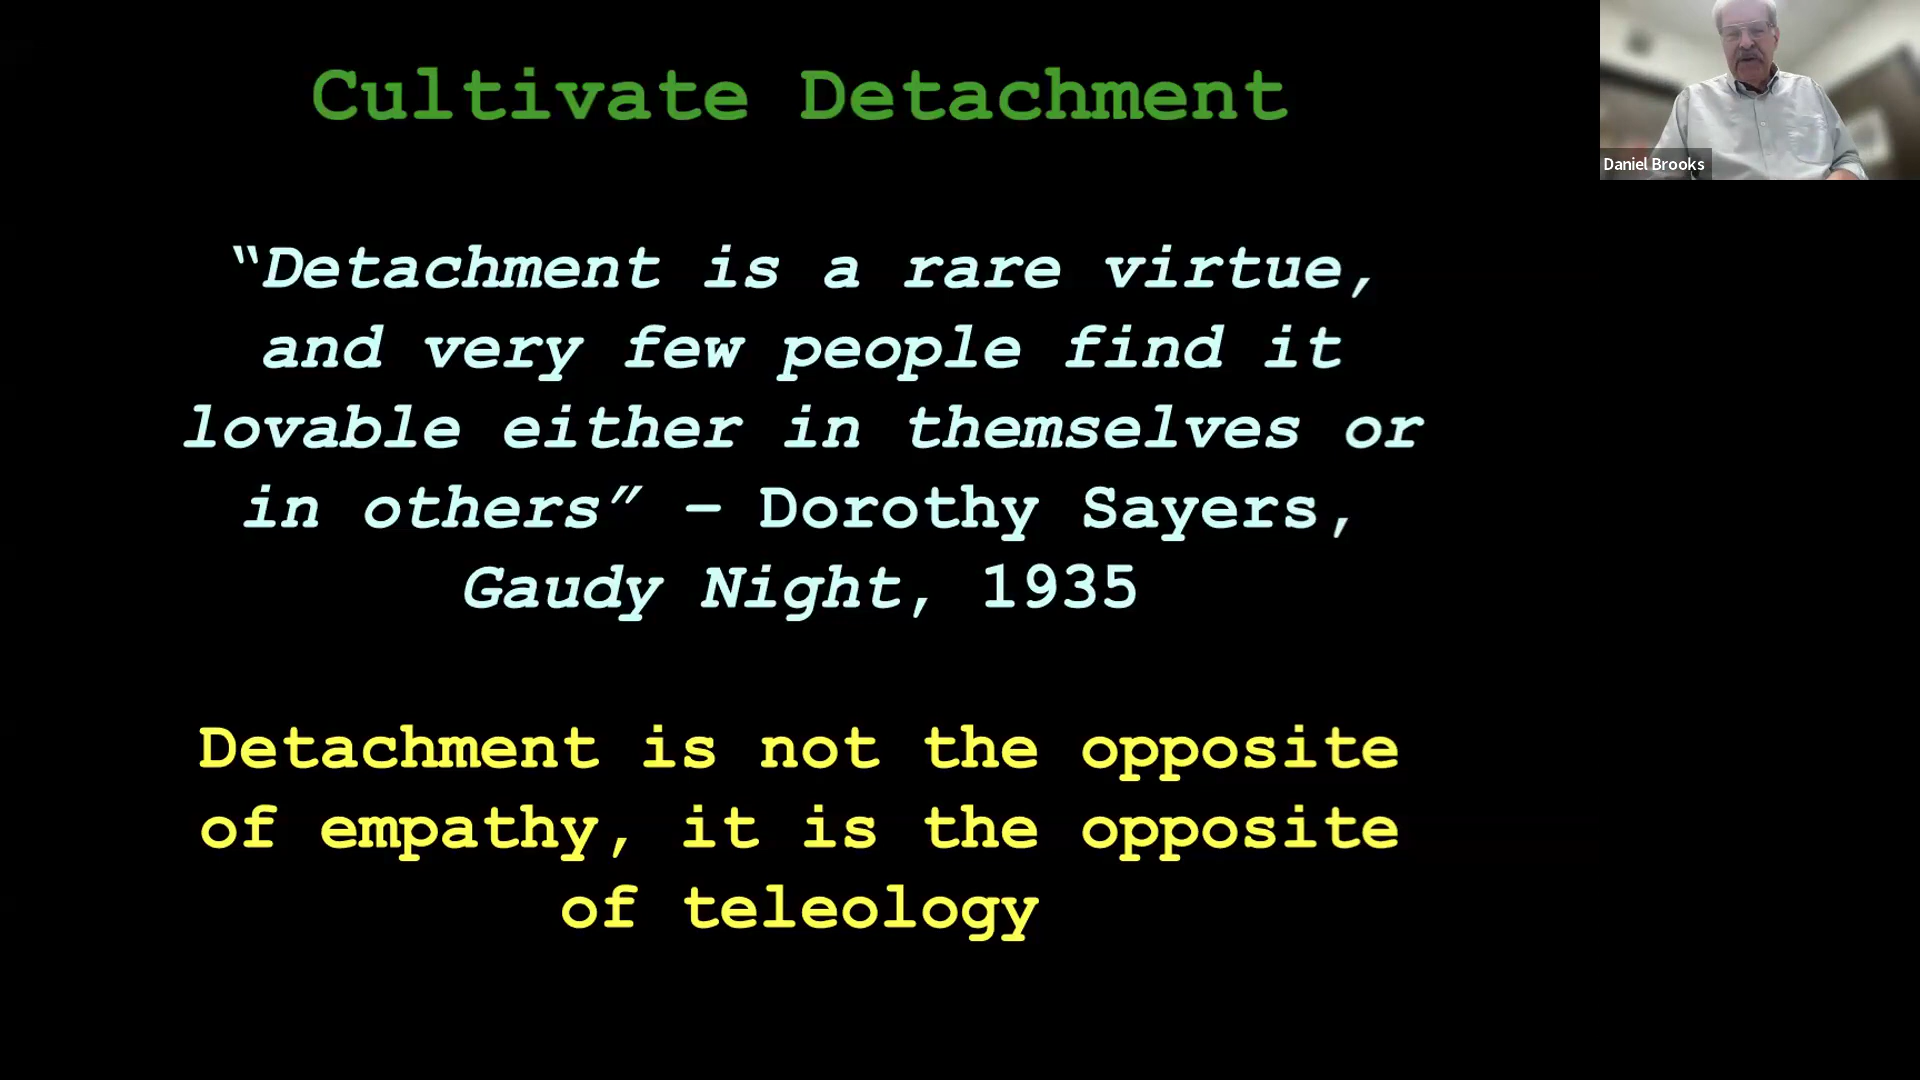 Cultivate Detachment
“Detachment is a rare virtue,
and very few people find it
lovable either in themselves or
in others” – Dorothy Sayers,
Gaudy Night, 1935
Detachment is not the opposite
of empathy, it is the opposite
of teleology
Daniel Brooks